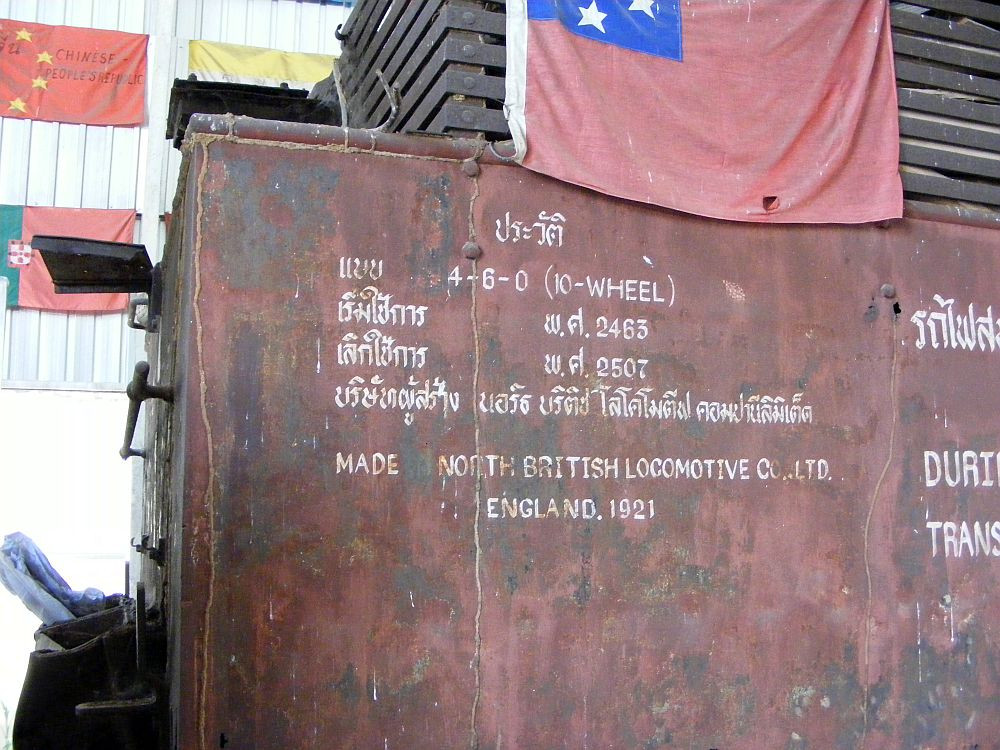 CHINESE -
PEOPLE'S REPUBLIC
ประวัติ
แบบ 4-6-0 (10-WHEEL)
เริ่มใช้การ พ.ศ. 2463
เลิกใช้การ พ.ศ. 2507
บริษัทผู้สร้าง นอร์ธ บริติช โลโคโมตีฟ คอมปานีลิมิเต็ด
MADE NORTH BRITISH LOCOMOTIVE CO.,LTD.
ENGLAND. 1921
รถไฟส
DURI
TRANS